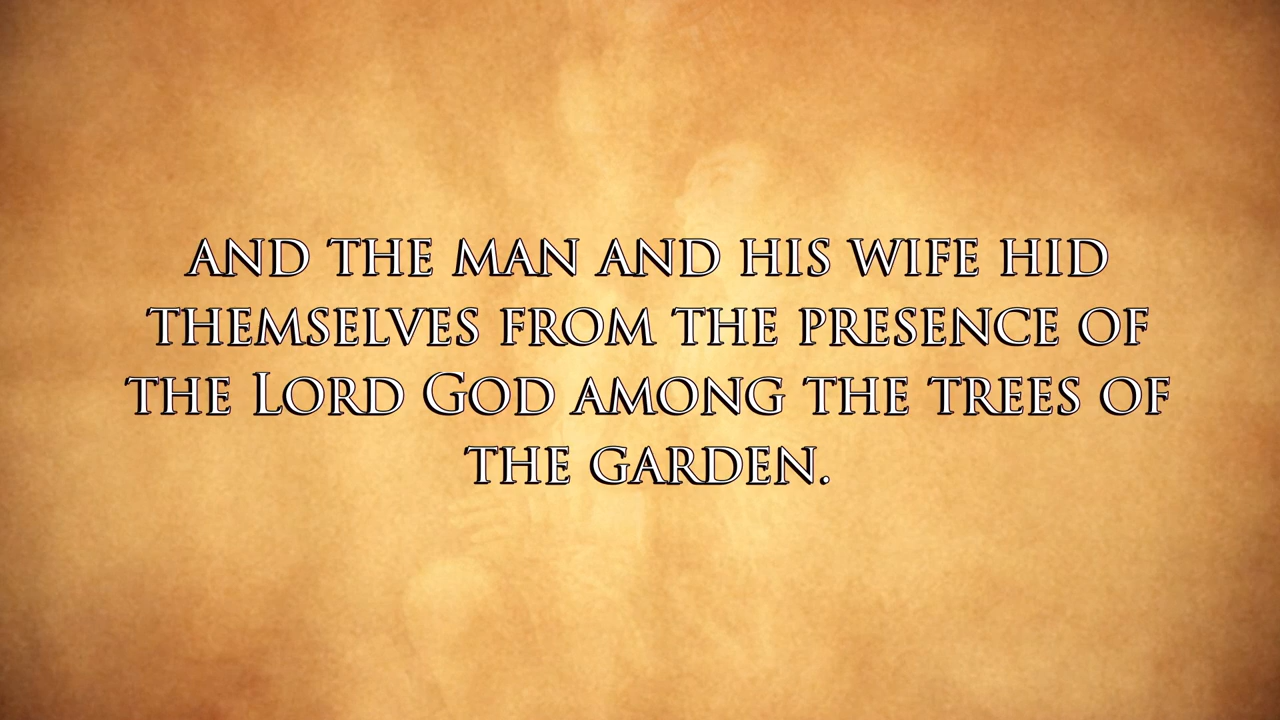 AND THE MAN AND HIS WIFE HID
THEMSELVES FROM THE PRESENCE OF
THE LORD GOD AMONG THE TREES OF
THE GARDEN.